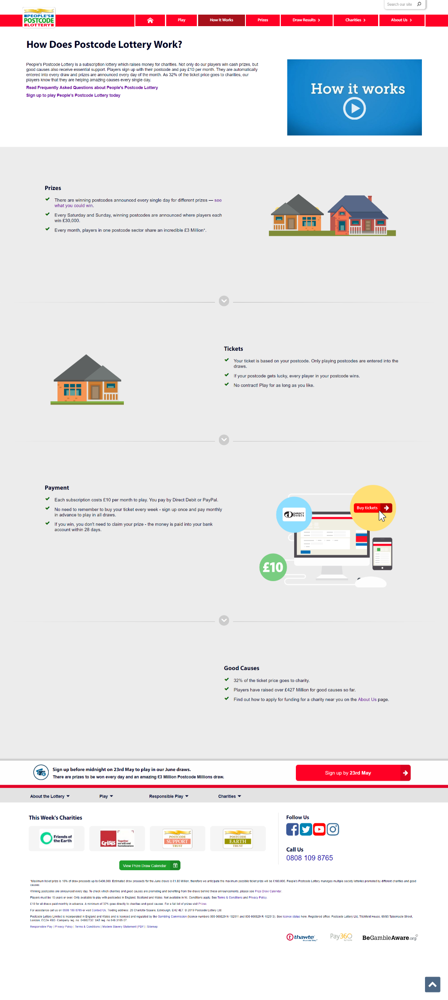 Search our site
PEOPLE'S
POSTCODE
LOTTERY
Play
How It Works
Prizes
Draw Results
Charities
About Us
How Does Postcode Lottery Work?
People's Postcode Lottery is a subscription lottery which raises money for charities. Not only do our players win cash prizes, but
good causes also receive essential support. Players sign up with their postcode and pay £10 per month. They are automatically
entered into every draw and prizes are announced every day of the month. As 32% of the ticket price goes to charities, our
players know that they are helping amazing causes every single day.
Read Frequently Asked Questions about People's Postcode Lottery
Sign up to play People's Postcode Lottery today
How it works
Prizes
There are winning postcodes announced every single day for different prizes — see
what you could win.
Every Saturday and Sunday, winning postcodes are announced where players each
win £30,000.
Every month, players in one postcode sector share an incredible £3 Million*.
Tickets
Your ticket is based on your postcode. Only playing postcodes are entered into the
draws.
If your postcode gets lucky, every player in your postcode wins.
No contract! Play for as long as you like.
Payment
Each subscription costs £10 per month to play. You pay by Direct Debit or PayPal.
No need to remember to buy your ticket every week - sign up once and pay monthly
in advance to play in all draws.
If you win, you don't need to claim your prize - the money is paid into your bank
account within 28 days.
DIRECT
Debit
Buy tickets
£10
Good Causes
32% of the ticket price goes to charity.
Players have raised over £427 Million for good causes so far.
Find out how to apply for funding for a charity near you on the About Us page.
Sign up before midnight on 23rd May to play in our June draws.
There are prizes to be won every day and an amazing £3 Million Postcode Millions draw.
Sign up by 23rd May
About the Lottery
Play
Responsible Play
Charities
This Week's Charities
Friends of
the Earth
Crisis
Together
we will end
homelessness
POSTCODE
SUPPORT
TRUST
POSTCODE
EARTH
TRUST
View Prize Draw Calendar
Follow Us
Call Us
0808 109 8765
*Maximum ticket prize is 10% of draw proceeds up to £400,000. Estimated draw proceeds for the June draws is £1.80 Million, therefore we anticipate the maximum possible ticket prize will be £180,000. People's Postcode Lottery manages multiple society lotteries promoted by different charities and good
causes.
Winning postcodes are announced every day. To check which charities and good causes are promoting and benefiting from the draws behind these announcements, please see Prize Draw Calendar.
Players must be 16 years or over. Only available to play with postcodes in England, Scotland and Wales. Not available in NI. Conditions apply. See Terms & Conditions and Privacy Policy.
£10 for all draws paid monthly in advance. A minimum of 32% goes directly to charities and good causes. For a full list of prizes visit Prizes.
For assistance call us on 0808 109 8765 or visit Contact Us. Trading address: 28 Charlotte Square, Edinburgh, EH2 4ET. © 2019 Postcode Lottery Ltd.
Postcode Lottery Limited is incorporated in England and Wales and is licensed and regulated by the Gambling Commission (licence numbers 000-000829-N-102511 and 000-000829-R-102513). See licence status here. Registered office: Postcode Lottery Ltd, Titchfield House, 69/85 Tabernacle Street,
London, EC2A 4BD. Company reg. no. 04862732. VAT reg. no 848 3165 07.
Responsible Play | Privacy Policy | Terms & Conditions | Modern Slavery Statement (PDF) | Sitemap
thawte
Pay360
by Capita
BeGambleAware.org